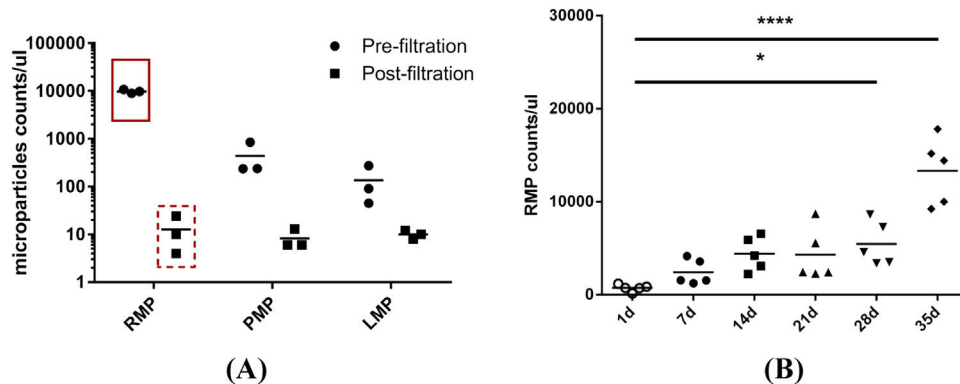 microparticles counts/ul
100000
10000
1000
100
10
1
Pre-filtration
Post-filtration
RMP
PMP
LMP
(A)
RMP counts/ul
30000
20000
10000
0
****
*
1d
7d
14d
21d
28d
35d
(B)